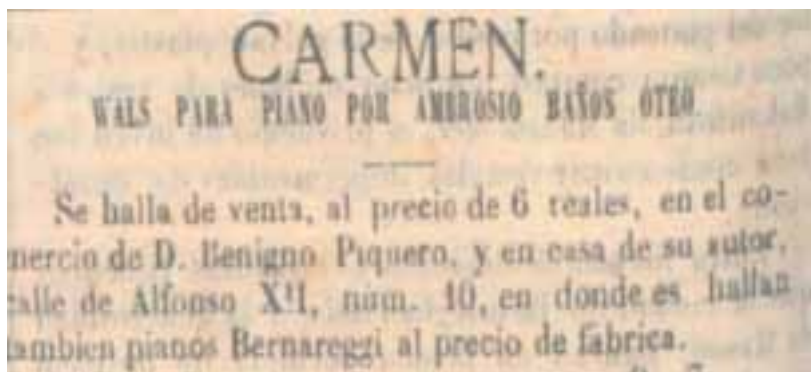 CARMEN.
WALS PARA PIANO POR AMBROSIO BAÑOS OTEO
Se halla de venta, al precio de 6 reales, en el co-
mercio de D. Benigno Piquero, y en casa de su autor,
calle de Alfonso XII, núm. 10, en donde es hallan
tambien pianos Bernareggi al precio de fábrica.